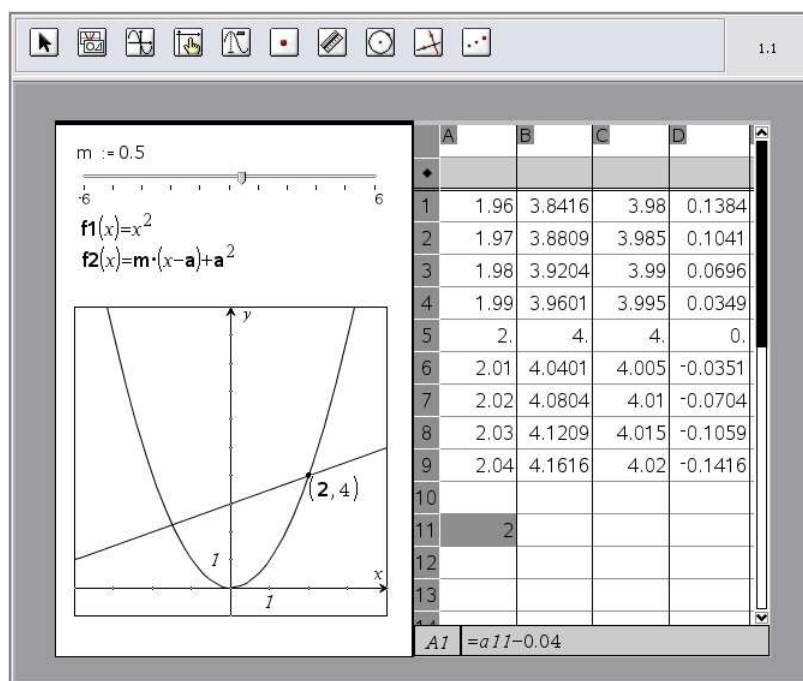 1.1
m := 0.5
-6 6
f1(x)=x²
f2(x)=m·(x-a)+a²
y
(2,4)
1
x
1
A B C D
◆
1 1.96 3.8416 3.98 0.1384
2 1.97 3.8809 3.985 0.1041
3 1.98 3.9204 3.99 0.0696
4 1.99 3.9601 3.995 0.0349
5 2. 4. 4. 0.
6 2.01 4.0401 4.005 -0.0351
7 2.02 4.0804 4.01 -0.0704
8 2.03 4.1209 4.015 -0.1059
9 2.04 4.1616 4.02 -0.1416
10
11 2
12
13
A1 =a11-0.04